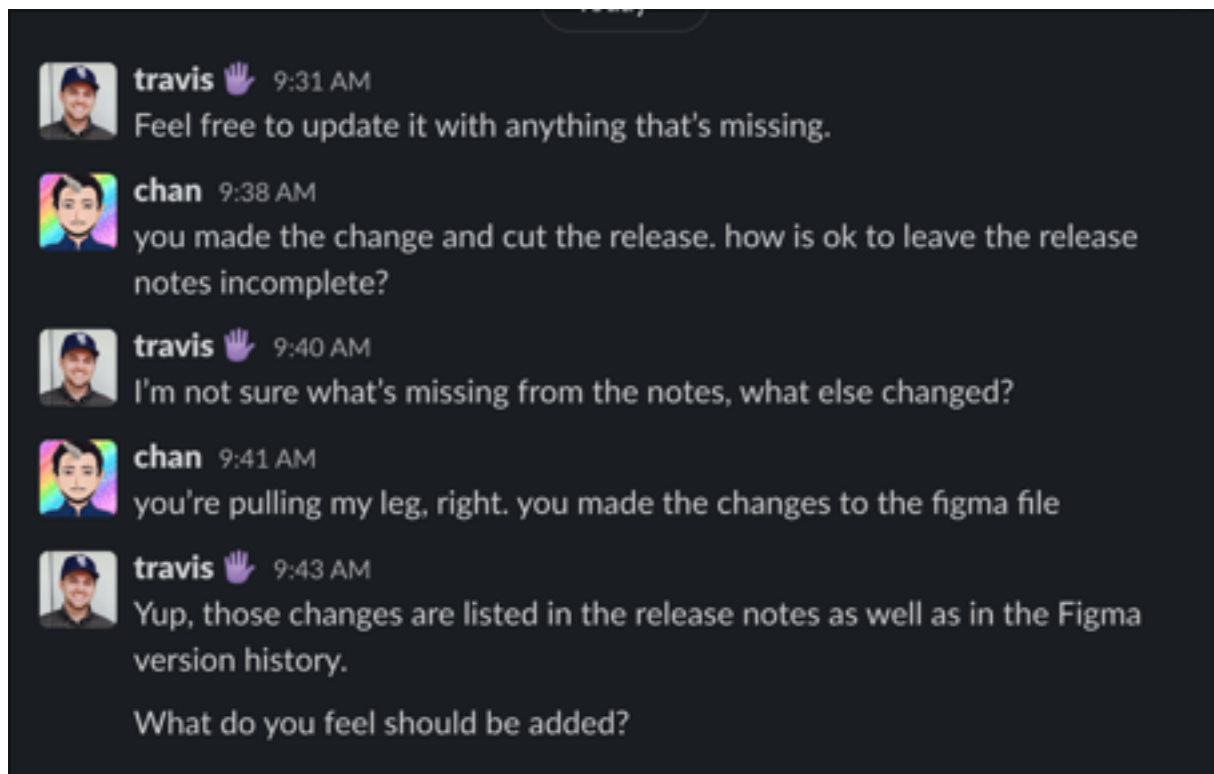 Today
travis 9:31 AM
Feel free to update it with anything that's missing.
chan 9:38 AM
you made the change and cut the release. how is ok to leave the release
notes incomplete?
travis 9:40 AM
I'm not sure what's missing from the notes, what else changed?
chan 9:41 AM
you're pulling my leg, right. you made the changes to the figma file
travis 9:43 AM
Yup, those changes are listed in the release notes as well as in the Figma
version history.
What do you feel should be added?